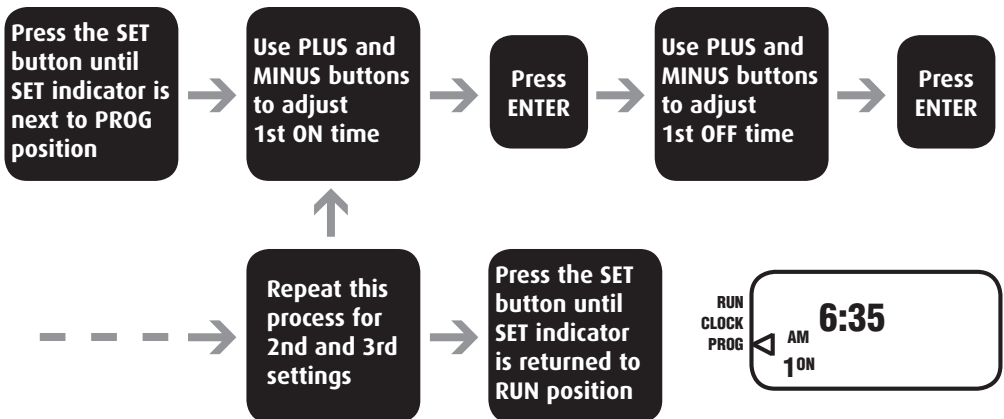 Press the SET
button until
SET indicator is
next to PROG
position
Use PLUS and
MINUS buttons
to adjust
1st ON time
Press
ENTER
Use PLUS and
MINUS buttons
to adjust
1st OFF time
Press
ENTER
Repeat this
process for
2nd and 3rd
settings
Press the SET
button until
SET indicator
is returned to
RUN position
RUN
CLOCK
PROG
AM 6:35
1ON